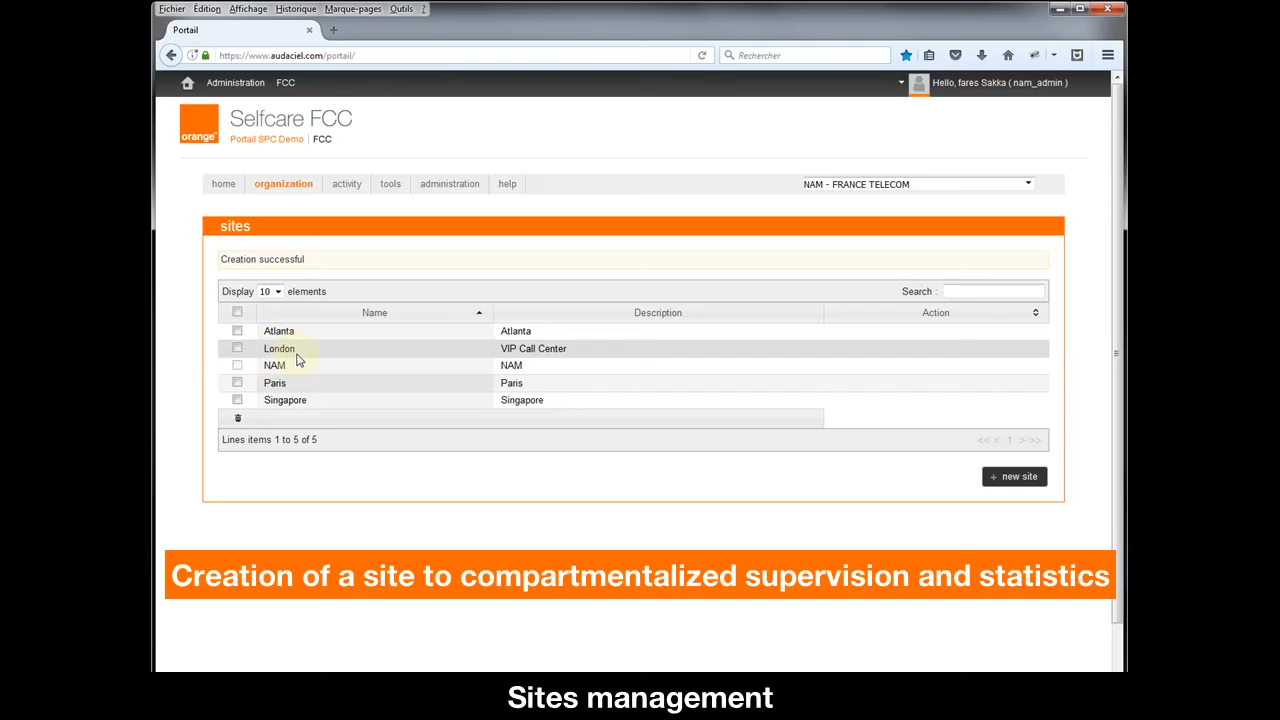 Fichier Édition Affichage Historique Marque-pages Outils ?
Portail
https://www.audaciel.com/portail/
Rechercher
Administration FCC
Hello, fares Sakka ( nam_admin )
orange™
Selfcare FCC
Portail SPC Demo | FCC
home organization activity tools administration help
NAM - FRANCE TELECOM
sites
Creation successful
Display 10 elements
Search :
Name Description Action
Atlanta Atlanta
London VIP Call Center
NAM NAM
Paris Paris
Singapore Singapore
Lines items 1 to 5 of 5
<< < 1 > >>
+ new site
Creation of a site to compartmentalized supervision and statistics
Sites management